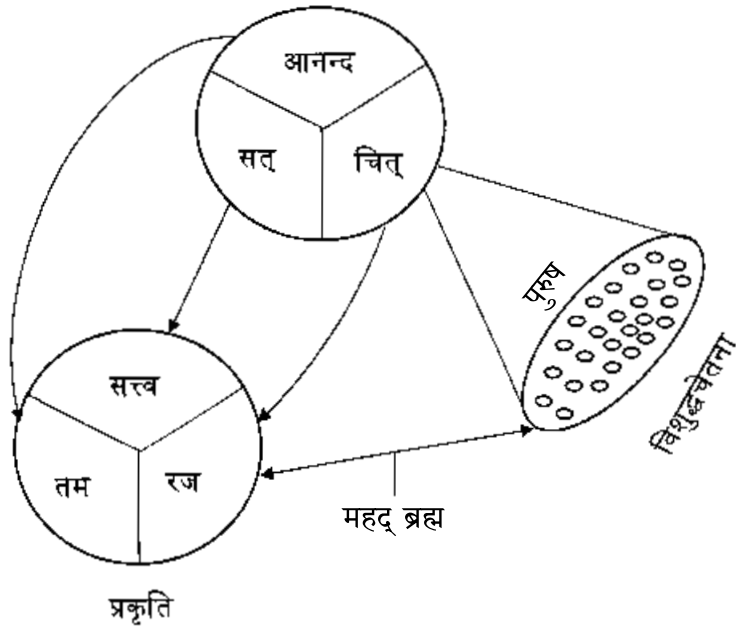 आनन्द
सत्
चित्
पुरुष
विशुद्धचेतना
सत्त्व
तम
रज
महद् ब्रह्म
प्रकृति